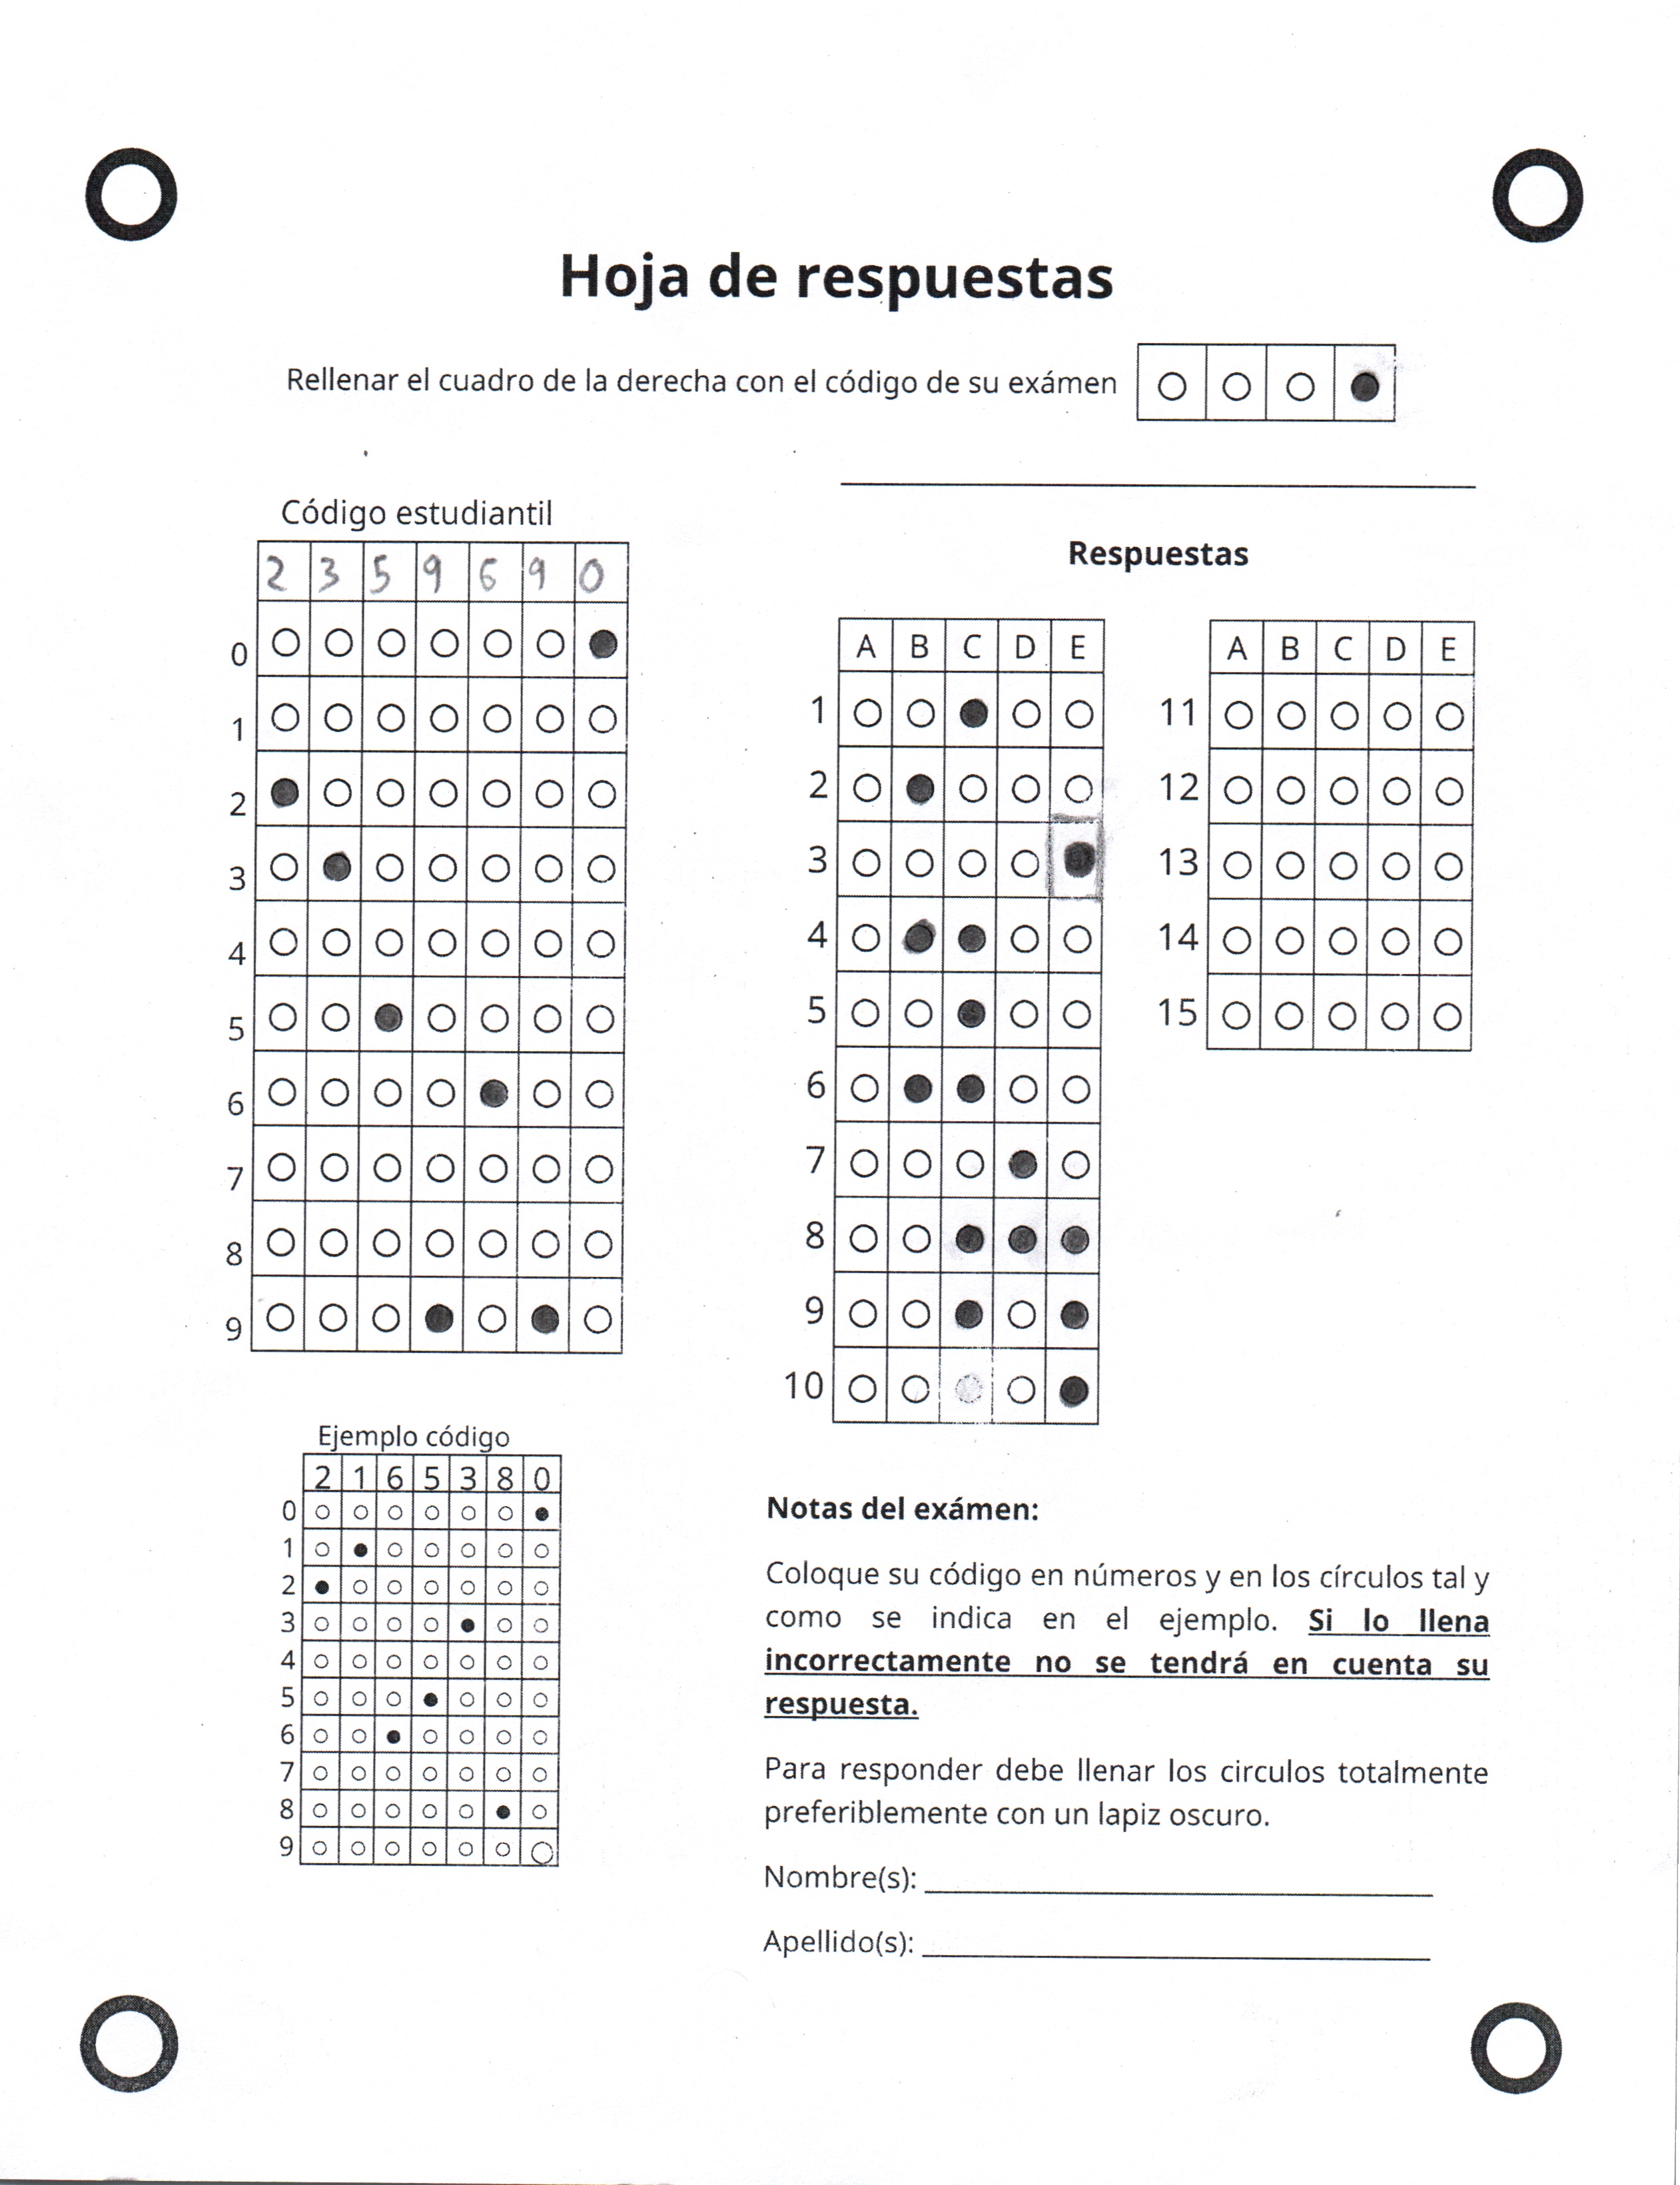 Hoja de respuestas
Rellenar el cuadro de la derecha con el código de su exámen
Código estudiantil
2 3 5 9 6 9 0
0
1
2
3
4
5
6
7
8
9
Respuestas
A B C D E
1
2
3
4
5
6
7
8
9
10
A B C D E
11
12
13
14
15
Ejemplo código
2 1 6 5 3 8 0
0
1
2
3
4
5
6
7
8
9
Notas del exámen:
Coloque su código en números y en los círculos tal y
como se indica en el ejemplo. Si lo llena
incorrectamente no se tendrá en cuenta su
respuesta.
Para responder debe llenar los circulos totalmente
preferiblemente con un lapiz oscuro.
Nombre(s):
Apellido(s):